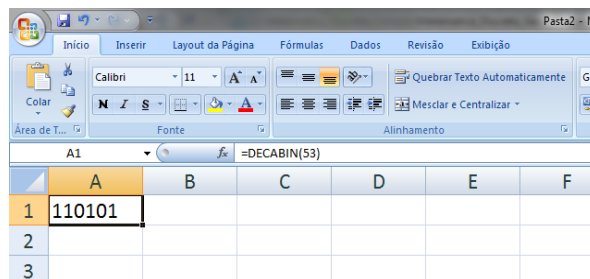 Pasta2 - M
Início Inserir Layout da Página Fórmulas Dados Revisão Exibição
Calibri 11 A A Quebrar Texto Automaticamente G
Colar N I S A Mesclar e Centralizar
Área de T... Fonte Alinhamento
A1 fx =DECABIN(53)
A B C D E F
1 110101
2
3